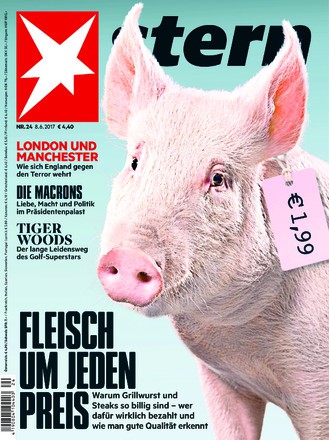 stern
NR.24 8.6.2017 € 4,40
LONDON UND
MANCHESTER
Wie sich England gegen
den Terror wehrt
DIE MACRONS
Liebe, Macht und Politik
im Präsidentenpalast
TIGER
WOODS
Der lange Leidensweg
des Golf-Superstars
€ 1,99
FLEISCH
UM JEDEN
PREIS
Warum Grillwurst und
Steaks so billig sind – wer
dafür wirklich bezahlt und
wie man gute Qualität erkennt